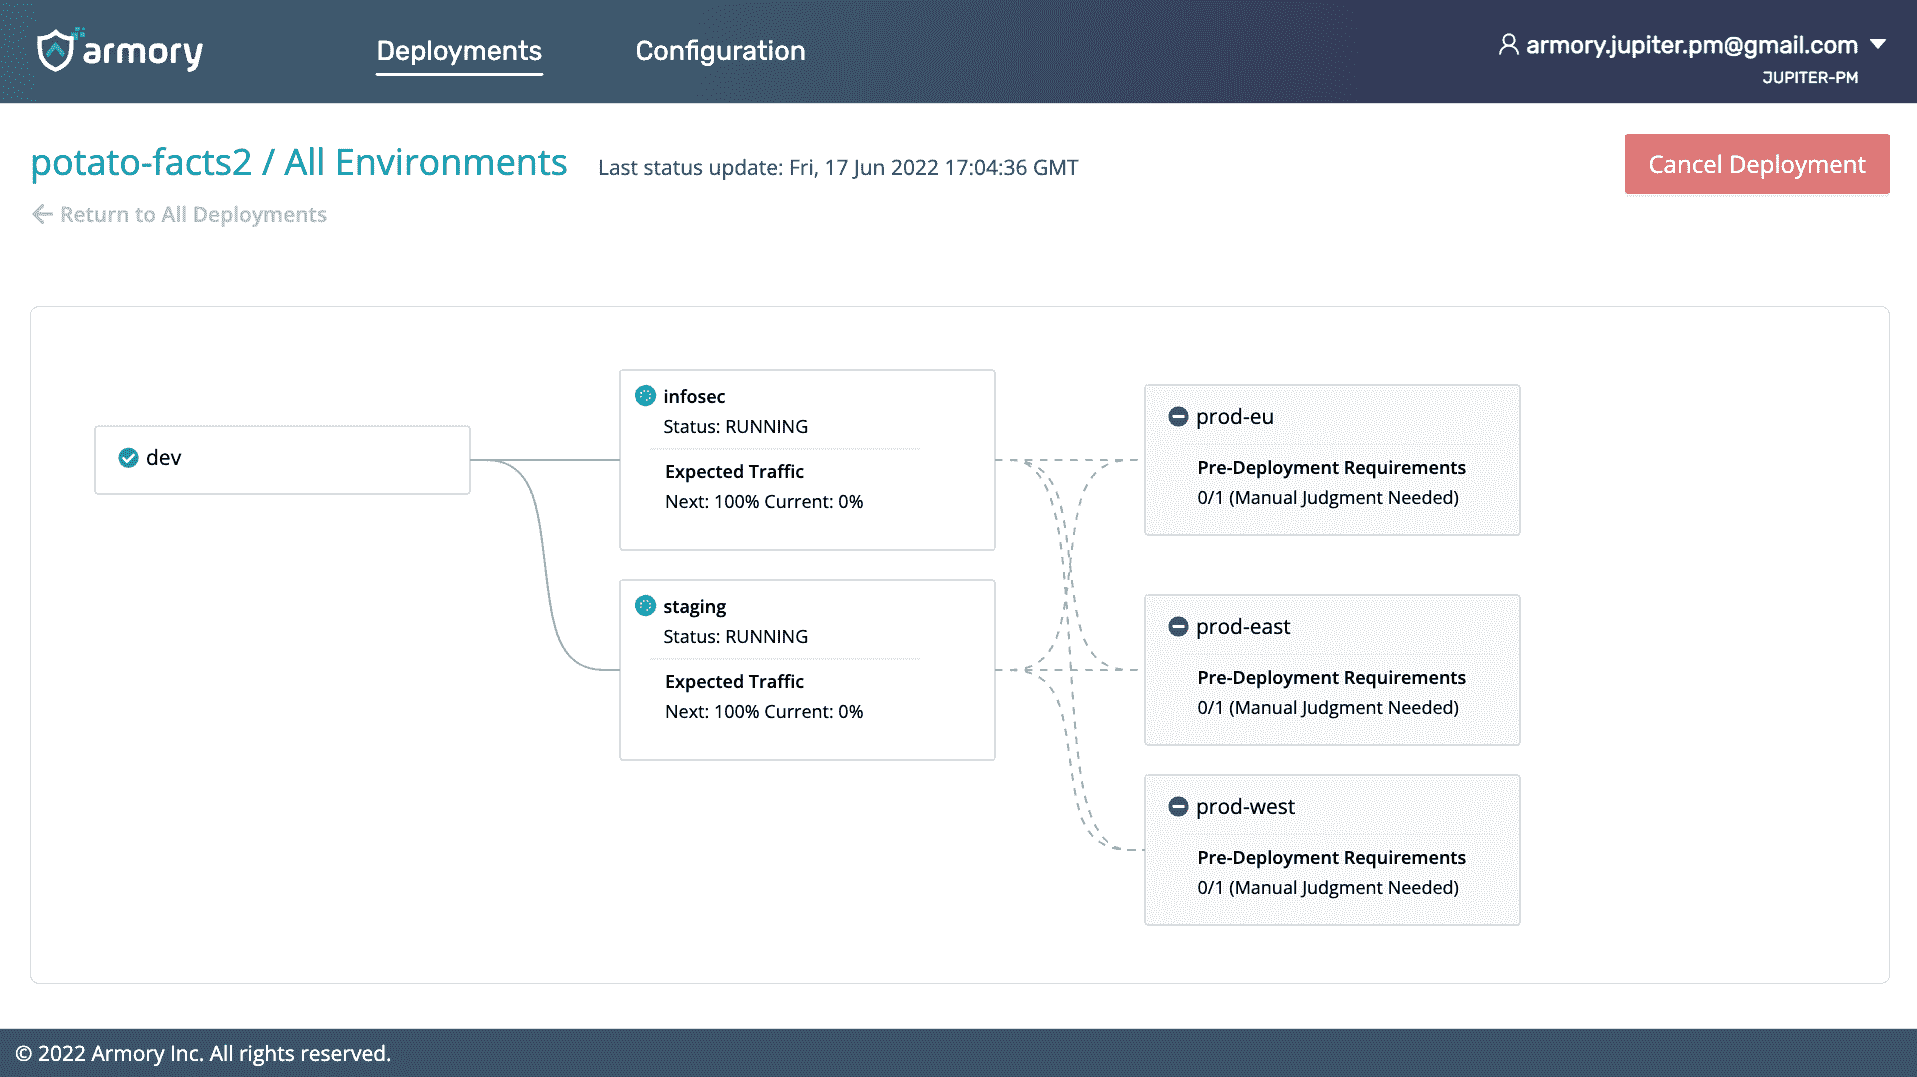 armory
Deployments
Configuration
armory.jupiter.pm@gmail.com
JUPITER-PM
potato-facts2 / All Environments
Last status update: Fri, 17 Jun 2022 17:04:36 GMT
Cancel Deployment
Return to All Deployments
dev
infosec
Status: RUNNING
Expected Traffic
Next: 100% Current: 0%
staging
Status: RUNNING
Expected Traffic
Next: 100% Current: 0%
prod-eu
Pre-Deployment Requirements
0/1 (Manual Judgment Needed)
prod-east
Pre-Deployment Requirements
0/1 (Manual Judgment Needed)
prod-west
Pre-Deployment Requirements
0/1 (Manual Judgment Needed)
© 2022 Armory Inc. All rights reserved.